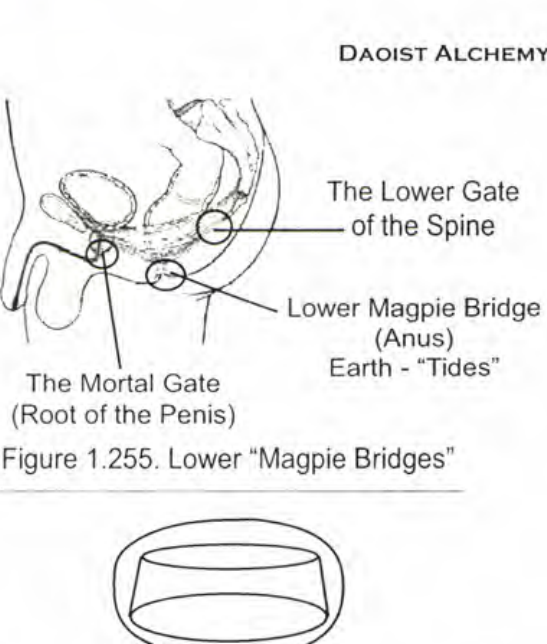 DAOIST ALCHEMY
The Lower Gate
of the Spine
Lower Magpie Bridge
(Anus)
Earth - "Tides"
The Mortal Gate
(Root of the Penis)
Figure 1.255. Lower "Magpie Bridges"